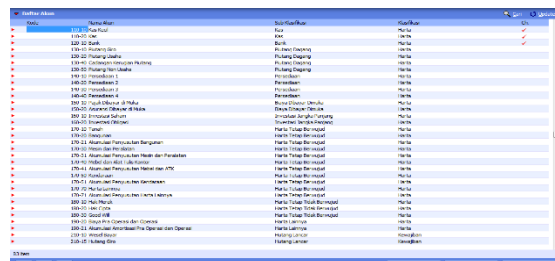 Daftar Akun Cari Update
Kode Nama Akun Sub Klasifikasi Klasifikasi Ch.
110-10 Kas Kecil Kas Harta
110-20 Kas Kas Harta
120-10 Bank Bank Harta
130-10 Piutang Giro Piutang Dagang Harta
130-20 Piutang Usaha Piutang Dagang Harta
130-40 Cadangan Kerugian Piutang Piutang Dagang Harta
130-50 Piutang Non Usaha Piutang Dagang Harta
140-10 Persediaan 1 Persediaan Harta
140-20 Persediaan 2 Persediaan Harta
140-30 Persediaan 3 Persediaan Harta
140-40 Persediaan 4 Persediaan Harta
150-10 Pajak Dibayar di Muka Biaya Dibayar Dimuka Harta
150-20 Asuransi Dibayar di Muka Biaya Dibayar Dimuka Harta
160-10 Investasi Saham Investasi Jangka Panjang Harta
160-20 Investasi Obligasi Investasi Jangka Panjang Harta
170-10 Tanah Harta Tetap Berwujud Harta
170-20 Bangunan Harta Tetap Berwujud Harta
170-21 Akumulasi Penyusutan Bangunan Harta Tetap Berwujud Harta
170-30 Mesin dan Peralatan Harta Tetap Berwujud Harta
170-31 Akumulasi Penyusutan Mesin dan Peralatan Harta Tetap Berwujud Harta
170-40 Mebel dan Alat Tulis Kantor Harta Tetap Berwujud Harta
170-41 Akumulasi Penyusutan Mebel dan ATK Harta Tetap Berwujud Harta
170-50 Kendaraan Harta Tetap Berwujud Harta
170-51 Akumulasi Penyusutan Kendaraan Harta Tetap Berwujud Harta
170-70 Harta Lainnya Harta Tetap Berwujud Harta
170-71 Akumulasi Penyusutan Harta Lainnya Harta Tetap Berwujud Harta
180-10 Hak Merek Harta Tetap Tidak Berwujud Harta
180-20 Hak Cipta Harta Tetap Tidak Berwujud Harta
180-30 Good Will Harta Tetap Tidak Berwujud Harta
190-20 Biaya Pra Operasi dan Operasi Harta Lainnya Harta
190-21 Akumulasi Amortisasi Pra Operasi dan Operasi Harta Lainnya Harta
210-10 Wesel Bayar Hutang Lancar Kewajiban
210-15 Hutang Giro Hutang Lancar Kewajiban